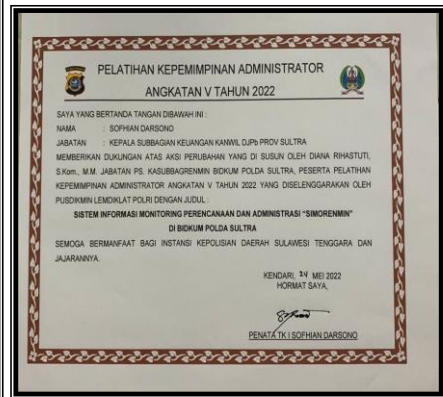 PELATIHAN KEPEMIMPINAN ADMINISTRATOR
ANGKATAN V TAHUN 2022
SAYA YANG BERTANDA TANGAN DIBAWAH INI :
NAMA : SOFHIAN DARSONO
JABATAN : KEPALA SUBBAGIAN KEUANGAN KANWIL DJPb PROV SULTRA
MEMBERIKAN DUKUNGAN ATAS AKSI PERUBAHAN YANG DI SUSUN OLEH DIANA RIHASTUTI,
S.Kom., M.M. JABATAN PS. KASUBBAGRENMIN BIDKUM POLDA SULTRA, PESERTA PELATIHAN
KEPEMIMPINAN ADMINISTRATOR ANGKATAN V TAHUN 2022 YANG DISELENGGARAKAN OLEH
PUSDIKMIN LEMDIKLAT POLRI DENGAN JUDUL :
SISTEM INFORMASI MONITORING PERENCANAAN DAN ADMINISTRASI "SIMORENMIN"
DI BIDKUM POLDA SULTRA
SEMOGA BERMANFAAT BAGI INSTANSI KEPOLISIAN DAERAH SULAWESI TENGGARA DAN
JAJARANNYA.
KENDARI, 24 MEI 2022
HORMAT SAYA,
PENATA TK I SOFHIAN DARSONO